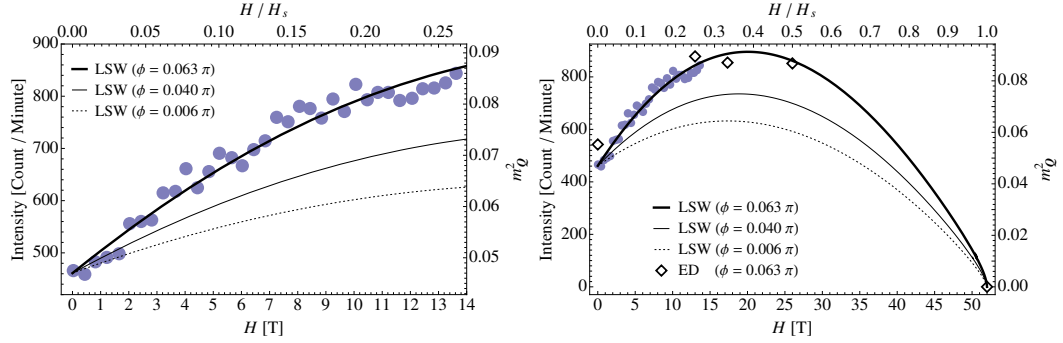 H / H_s
0.00 0.05 0.10 0.15 0.20 0.25
900
800
700
600
500
Intensity [Count / Minute]
LSW (ϕ = 0.063 π)
LSW (ϕ = 0.040 π)
LSW (ϕ = 0.006 π)
0.09
0.08
0.07
0.06
0.05
m_Q^2
0 1 2 3 4 5 6 7 8 9 10 11 12 13 14
H [T]
H / H_s
0.0 0.1 0.2 0.3 0.4 0.5 0.6 0.7 0.8 0.9 1.0
800
600
400
200
0
Intensity [Count / Minute]
LSW (ϕ = 0.063 π)
LSW (ϕ = 0.040 π)
LSW (ϕ = 0.006 π)
ED (ϕ = 0.063 π)
0.08
0.06
0.04
0.02
0.00
m_Q^2
0 5 10 15 20 25 30 35 40 45 50
H [T]